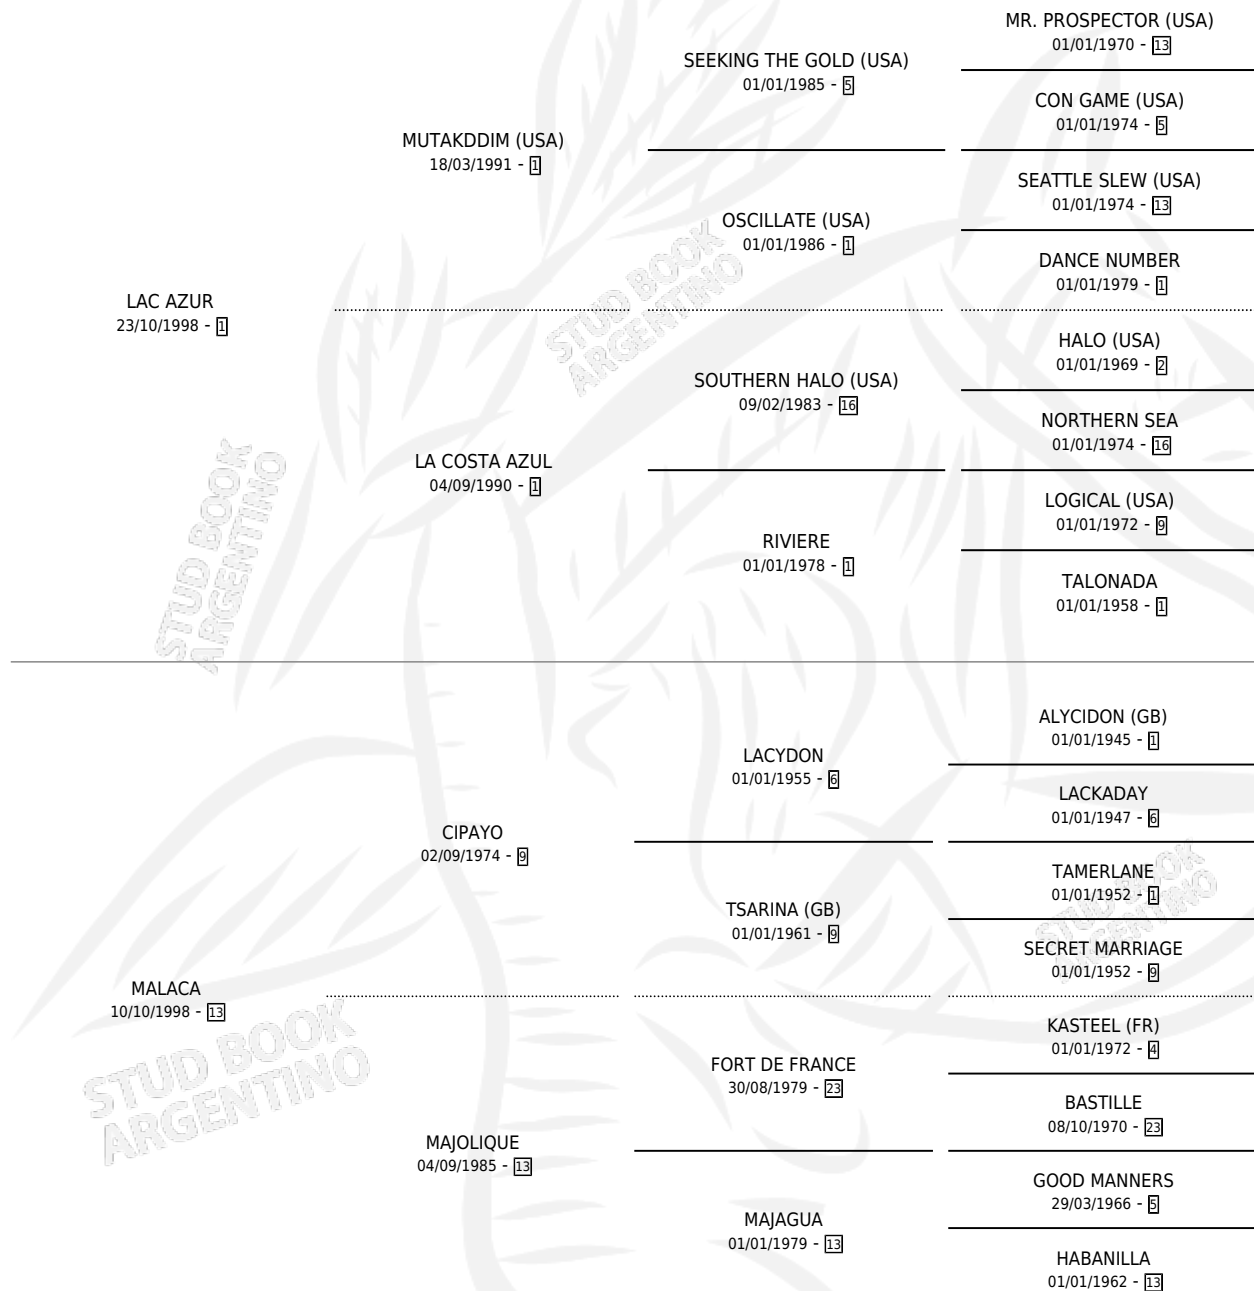 MR. PROSPECTOR (USA)
01/01/1970 - 13
SEEKING THE GOLD (USA)
01/01/1985 - 5
CON GAME (USA)
01/01/1974 - 5
MUTAKDDIM (USA)
18/03/1991 - 1
SEATTLE SLEW (USA)
01/01/1974 - 13
OSCILLATE (USA)
01/01/1986 - 1
DANCE NUMBER
01/01/1979 - 1
LAC AZUR
23/10/1998 - 1
HALO (USA)
01/01/1969 - 2
SOUTHERN HALO (USA)
09/02/1983 - 16
NORTHERN SEA
01/01/1974 - 16
LA COSTA AZUL
04/09/1990 - 1
LOGICAL (USA)
01/01/1972 - 9
RIVIERE
01/01/1978 - 1
TALONADA
01/01/1958 - 1
ALYCIDON (GB)
01/01/1945 - 1
LACYDON
01/01/1955 - 6
LACKADAY
01/01/1947 - 6
CIPAYO
02/09/1974 - 9
TAMERLANE
01/01/1952 - 1
TSARINA (GB)
01/01/1961 - 9
SECRET MARRIAGE
01/01/1952 - 9
MALACA
10/10/1998 - 13
KASTEEL (FR)
01/01/1972 - 4
FORT DE FRANCE
30/08/1979 - 23
BASTILLE
08/10/1970 - 23
MAJOLIQUE
04/09/1985 - 13
GOOD MANNERS
29/03/1966 - 5
MAJAGUA
01/01/1979 - 13
HABANILLA
01/01/1962 - 13
STUD BOOK
ARGENTINO
STUD BOOK
ARGENTINO
STUD BOOK
ARGENTINO
STUD BOOK
ARGENTINO